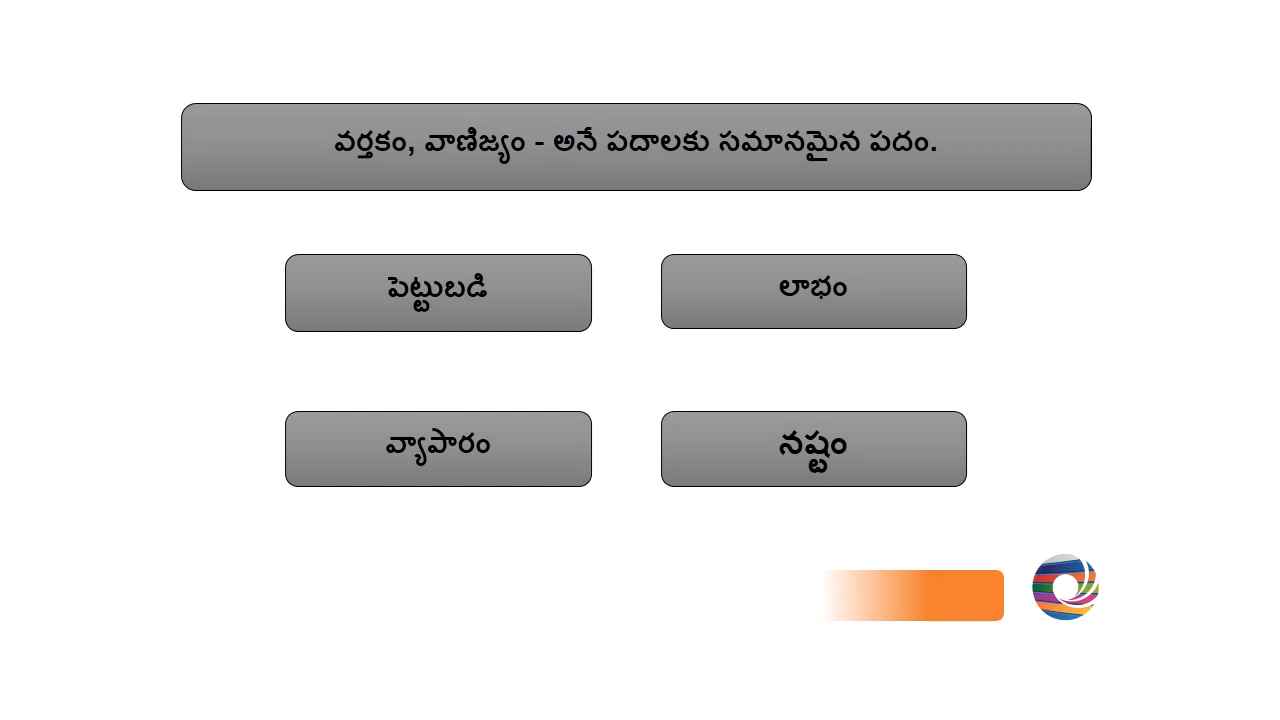 వర్తకం, వాణిజ్యం - అనే పదాలకు సమానమైన పదం.
పెట్టుబడి
లాభం
వ్యాపారం
నష్టం